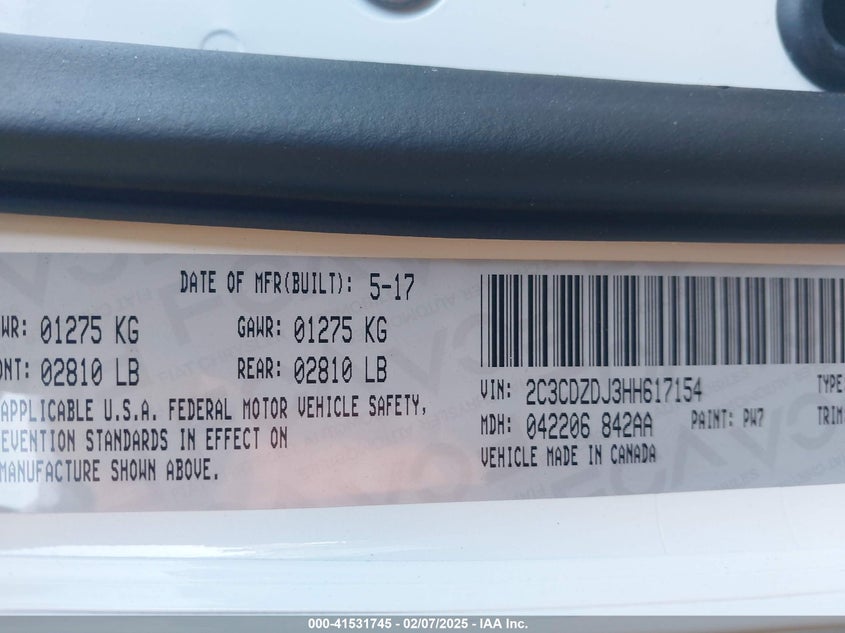 DATE OF MFR(BUILT): 5-17
WR: 01275 KG GAWR: 01275 KG
ONT: 02810 LB REAR: 02810 LB
APPLICABLE U.S.A. FEDERAL MOTOR VEHICLE SAFETY,
EVENTION STANDARDS IN EFFECT ON
MANUFACTURE SHOWN ABOVE.
VIN: 2C3CDZDJ3HH617154 TYPE
MDH: 042206 842AA PAINT: PW7 TRIM
VEHICLE MADE IN CANADA
000-41531745 — 02/07/2025 — IAA Inc.